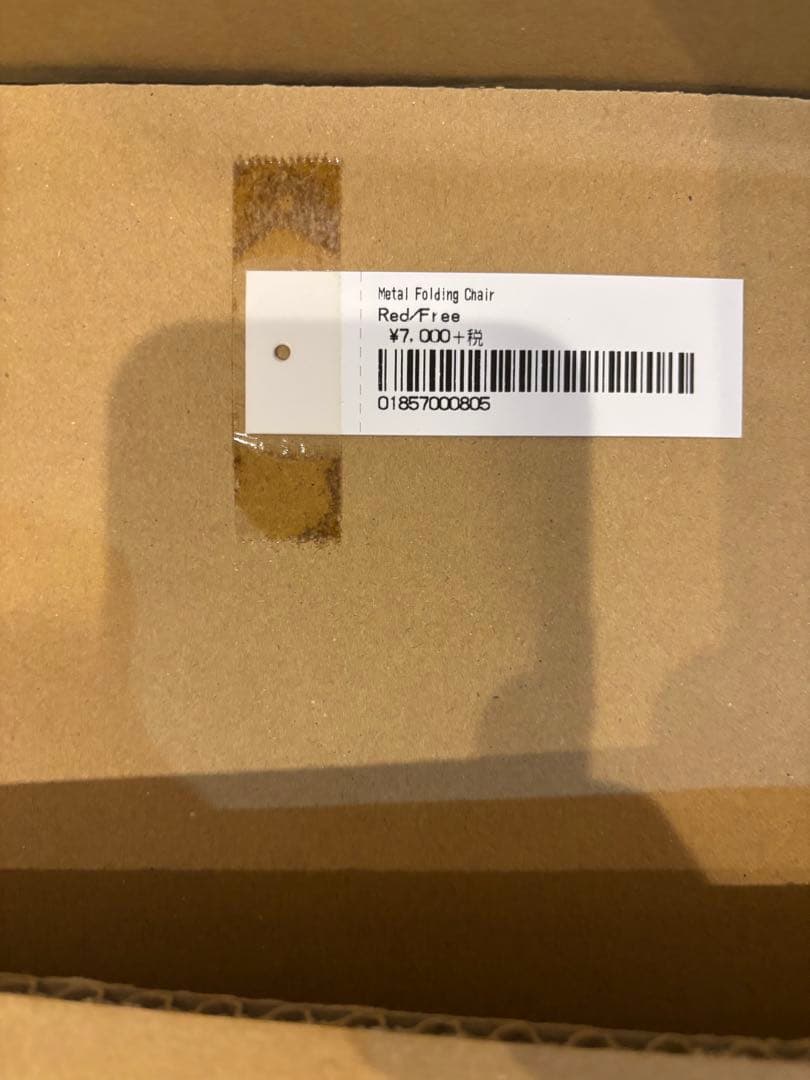 Metal Folding Chair
Red/Free
¥7,000+税
01857000805